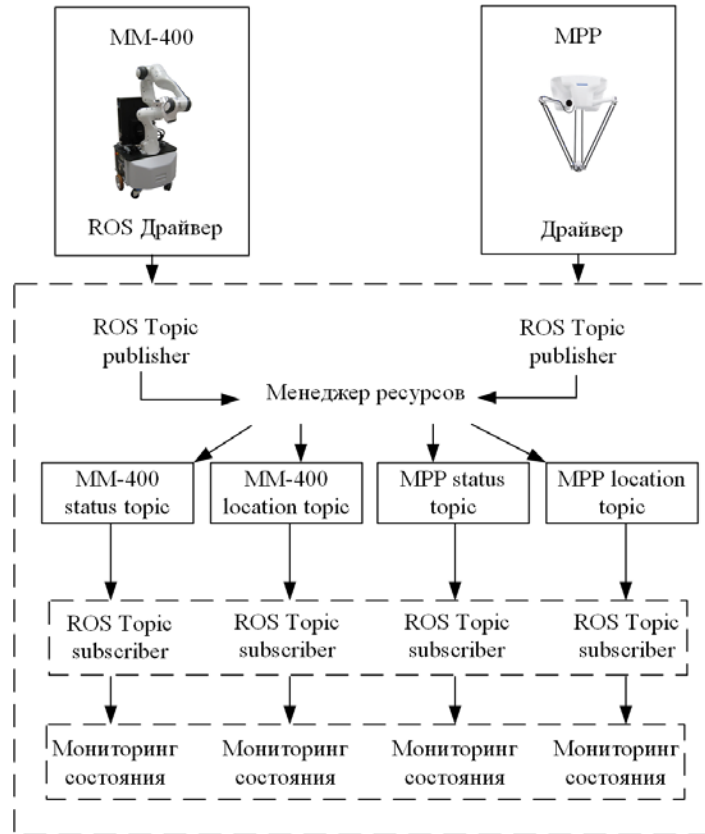 MM-400
MPP
ROS Драйвер
Драйвер
ROS Topic
publisher
ROS Topic
publisher
Менеджер ресурсов
MM-400
status topic
MM-400
location topic
MPP status
topic
MPP location
topic
ROS Topic
subscriber
ROS Topic
subscriber
ROS Topic
subscriber
ROS Topic
subscriber
Мониторинг
состояния
Мониторинг
состояния
Мониторинг
состояния
Мониторинг
состояния